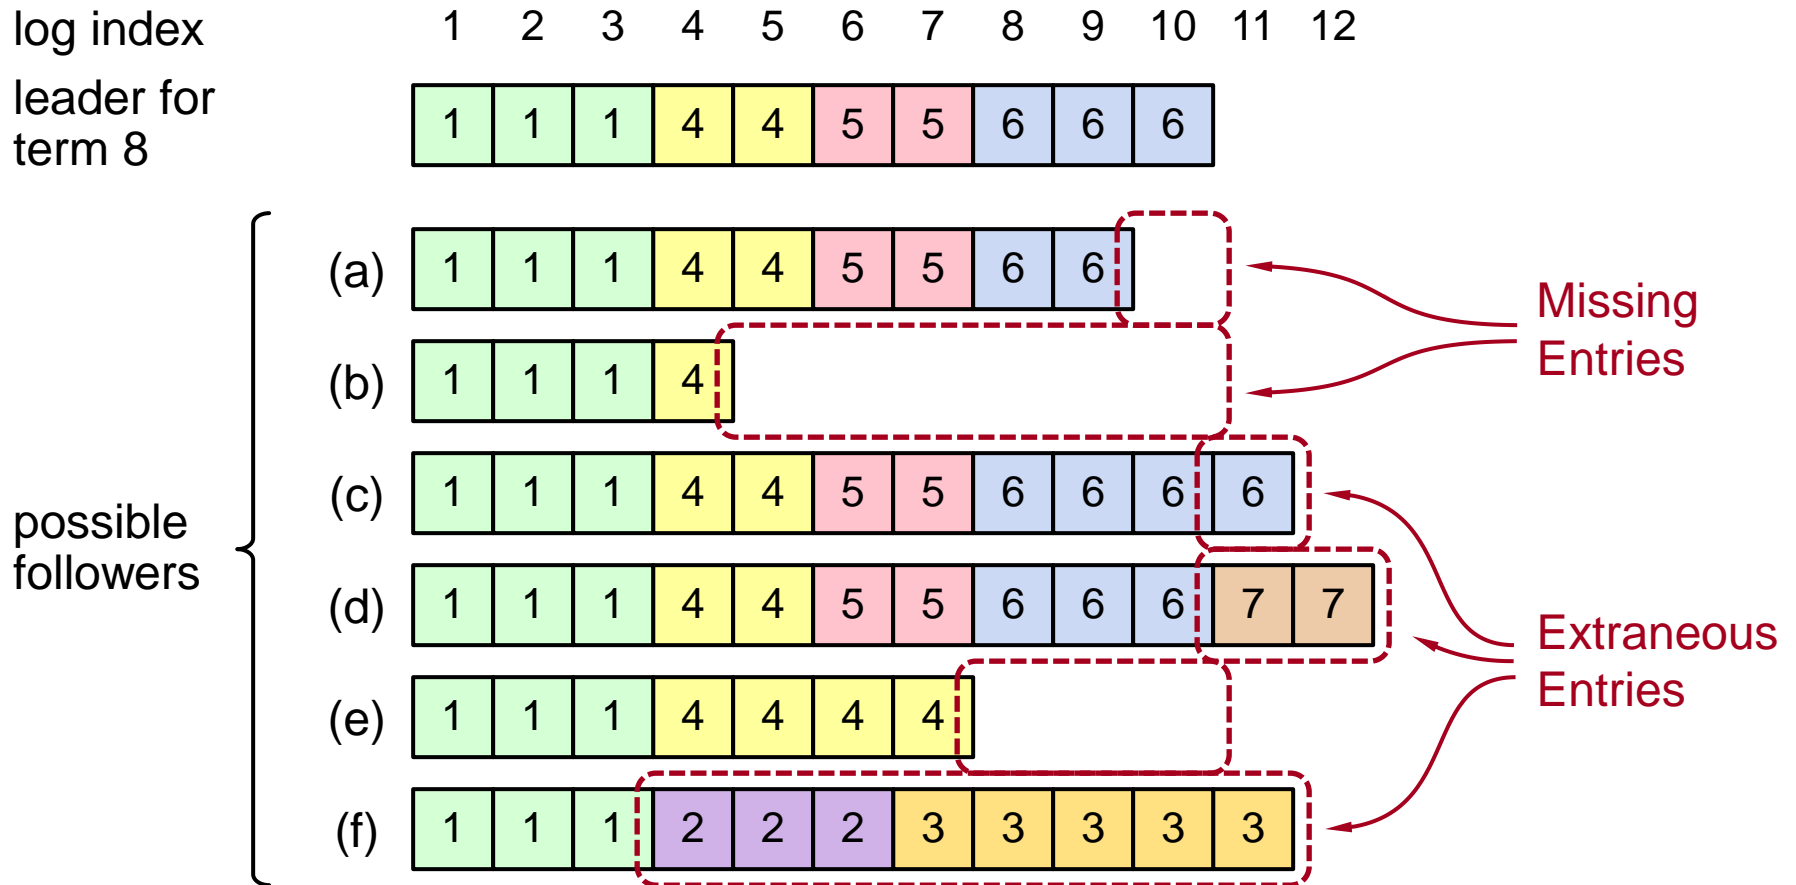 log index 1 2 3 4 5 6 7 8 9 10 11 12
leader for
term 8
1 1 1 4 4 5 5 6 6 6
(a) 1 1 1 4 4 5 5 6 6
Missing
Entries
(b) 1 1 1 4
(c) 1 1 1 4 4 5 5 6 6 6 6
possible
followers
(d) 1 1 1 4 4 5 5 6 6 6 7 7
Extraneous
Entries
(e) 1 1 1 4 4 4 4
(f) 1 1 1 2 2 2 3 3 3 3 3